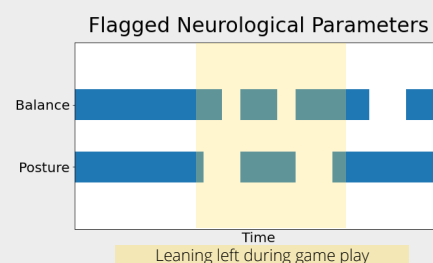 Flagged Neurological Parameters
Balance
Posture
Time
Leaning left during game play